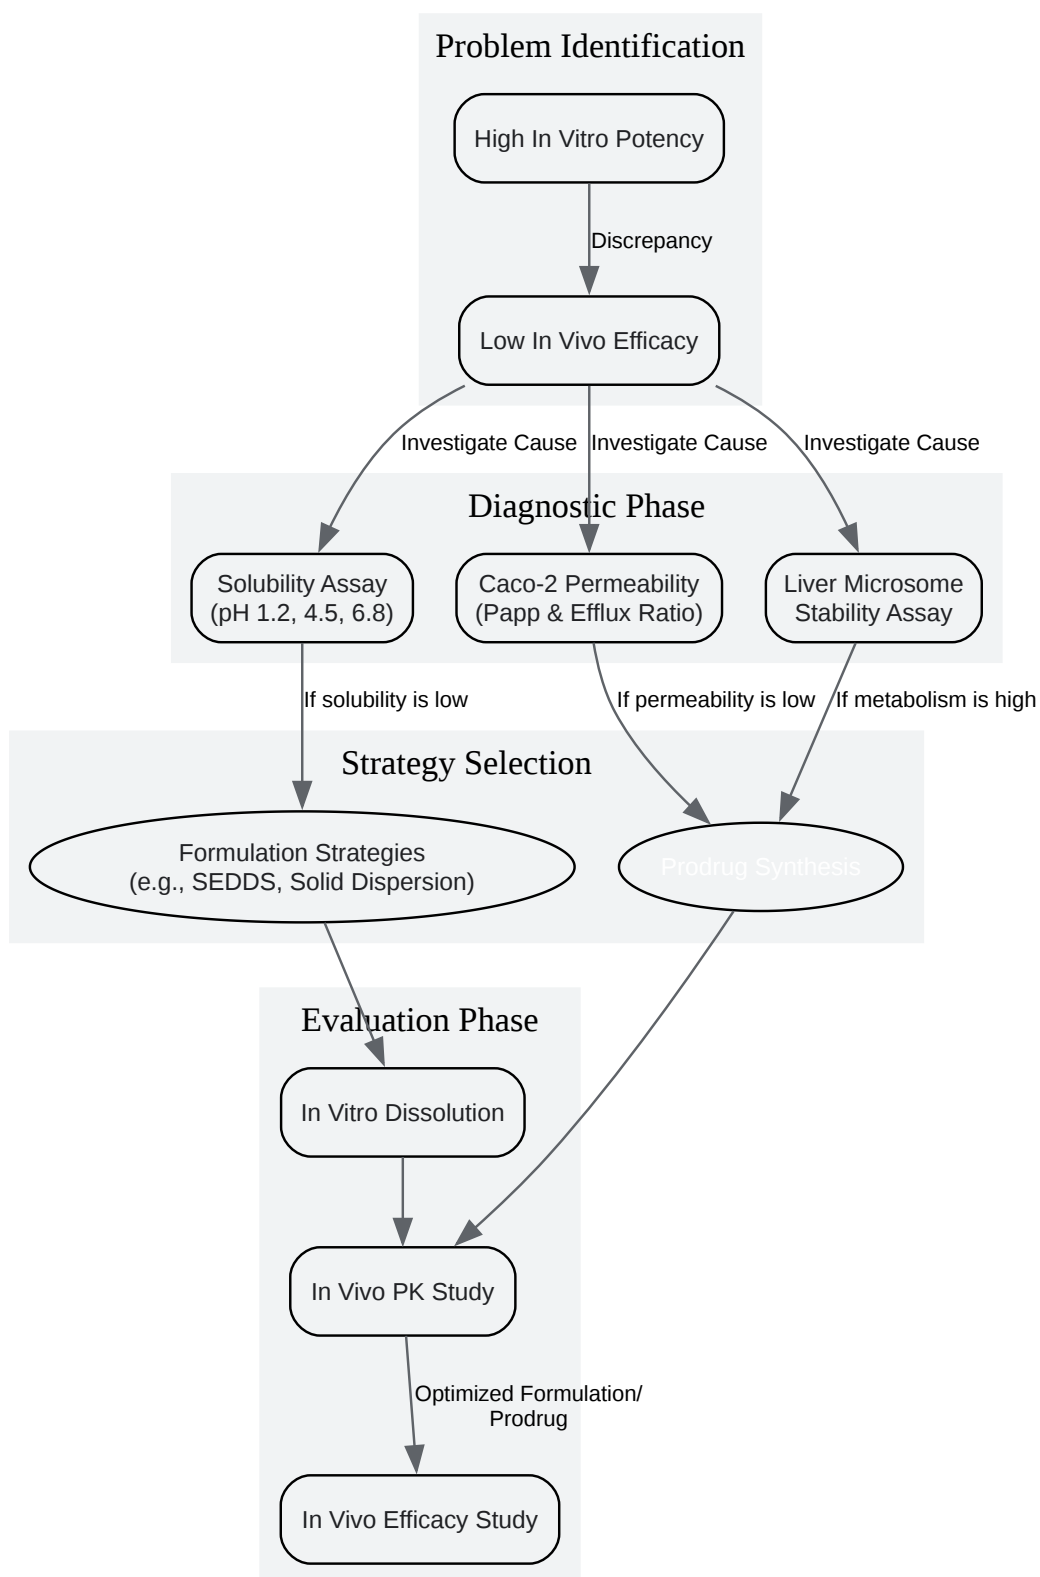 Problem Identification
High In Vitro Potency
Discrepancy
Low In Vivo Efficacy
Investigate Cause
Investigate Cause
Investigate Cause
Diagnostic Phase
Solubility Assay
(pH 1.2, 4.5, 6.8)
Caco-2 Permeability
(Papp & Efflux Ratio)
Liver Microsome
Stability Assay
If solubility is low
If permeability is low
If metabolism is high
Strategy Selection
Formulation Strategies
(e.g., SEDDS, Solid Dispersion)
Prodrug Synthesis
Evaluation Phase
In Vitro Dissolution
In Vivo PK Study
Optimized Formulation/
Prodrug
In Vivo Efficacy Study